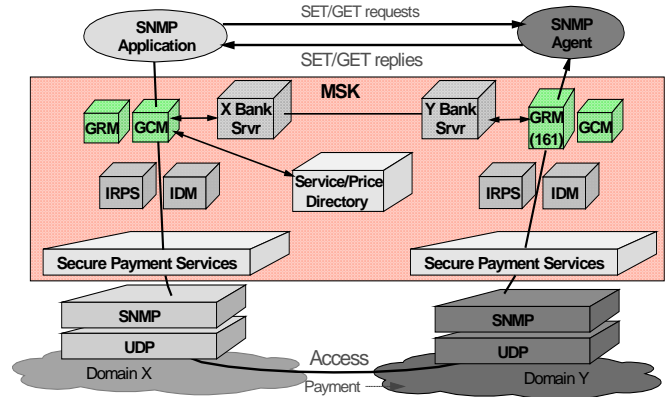 SET/GET requests
SNMP
Application
SNMP
Agent
SET/GET replies
MSK
GRM
GCM
X Bank
Srvr
Y Bank
Srvr
GRM
(161)
GCM
IRPS
IDM
Service/Price
Directory
IRPS
IDM
Secure Payment Services
Secure Payment Services
SNMP
UDP
SNMP
UDP
Domain X
Access
Payment
Domain Y